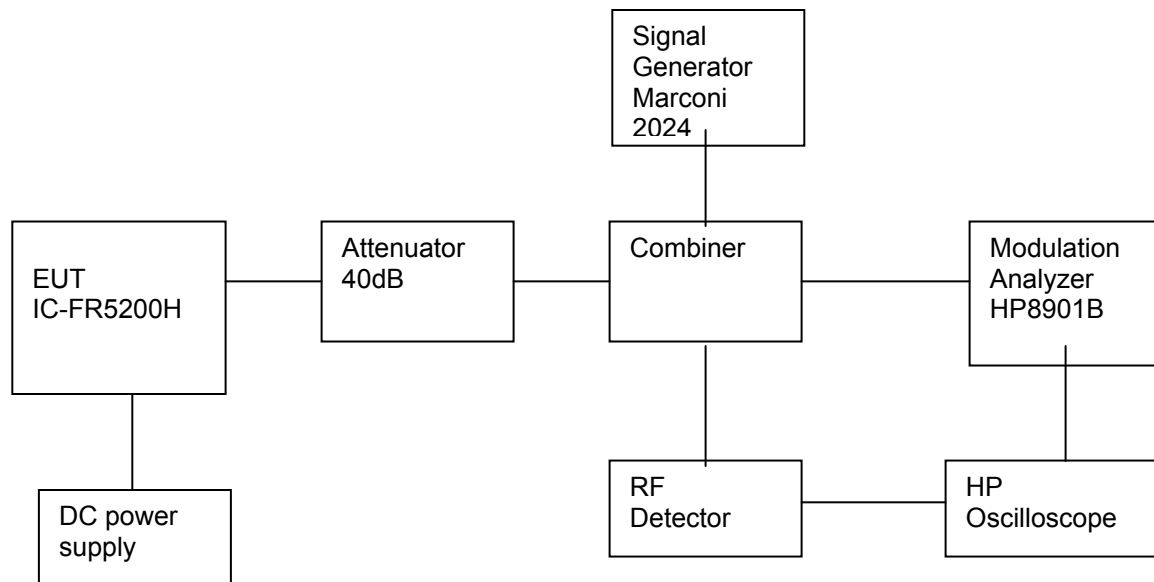 Signal
Generator
Marconi
2024
EUT
IC-FR5200H
Attenuator
40dB
Combiner
Modulation
Analyzer
HP8901B
DC power
supply
RF
Detector
HP
Oscilloscope